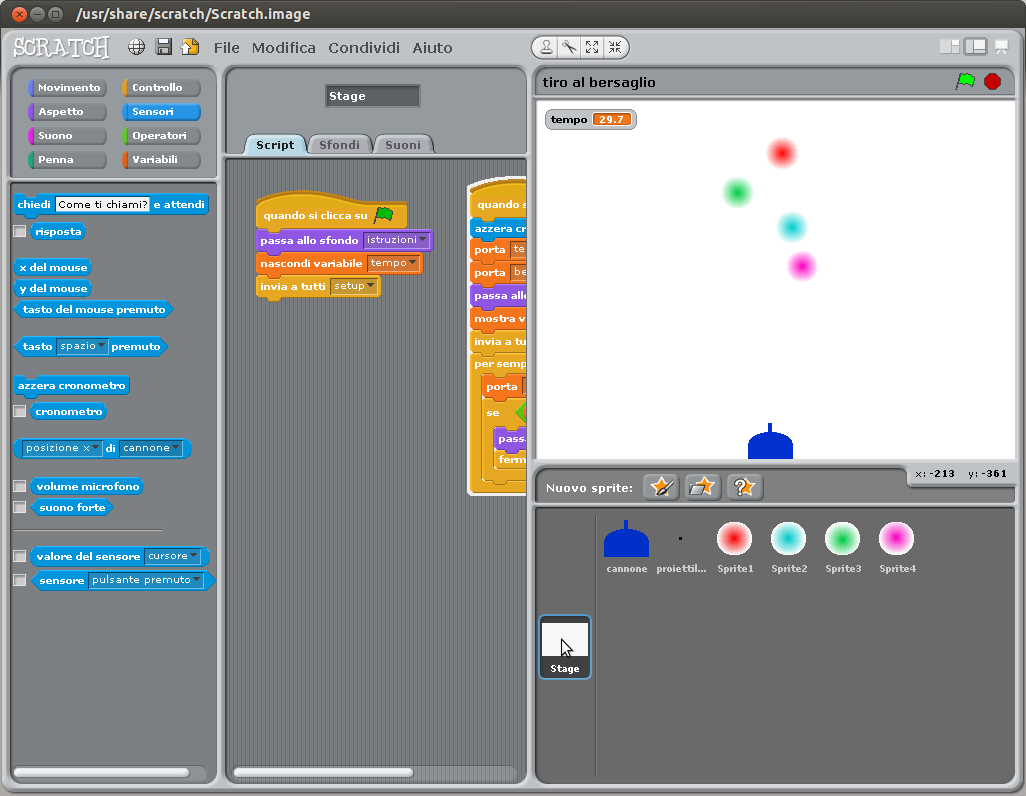 /usr/share/scratch/Scratch.image
SCRATCH File Modifica Condividi Aiuto
Movimento Controllo
Aspetto Sensori
Suono Operatori
Penna Variabili
chiedi Come ti chiami? e attendi
risposta
x del mouse
y del mouse
tasto del mouse premuto
tasto spazio premuto
azzera cronometro
cronometro
posizione x di cannone
volume microfono
suono forte
valore del sensore cursore
sensore pulsante premuto
Stage
Script Sfondi Suoni
quando si clicca su
passa allo sfondo istruzioni
nascondi variabile tempo
invia a tutti setup
quando s
azzera cr
porta te
porta be
passa allo
mostra v
invia a tu
per semp
porta
se
pass
ferm
tiro al bersaglio
tempo 29.7
x: -213 y: -361
Nuovo sprite:
cannone proiettil... Sprite1 Sprite2 Sprite3 Sprite4
Stage